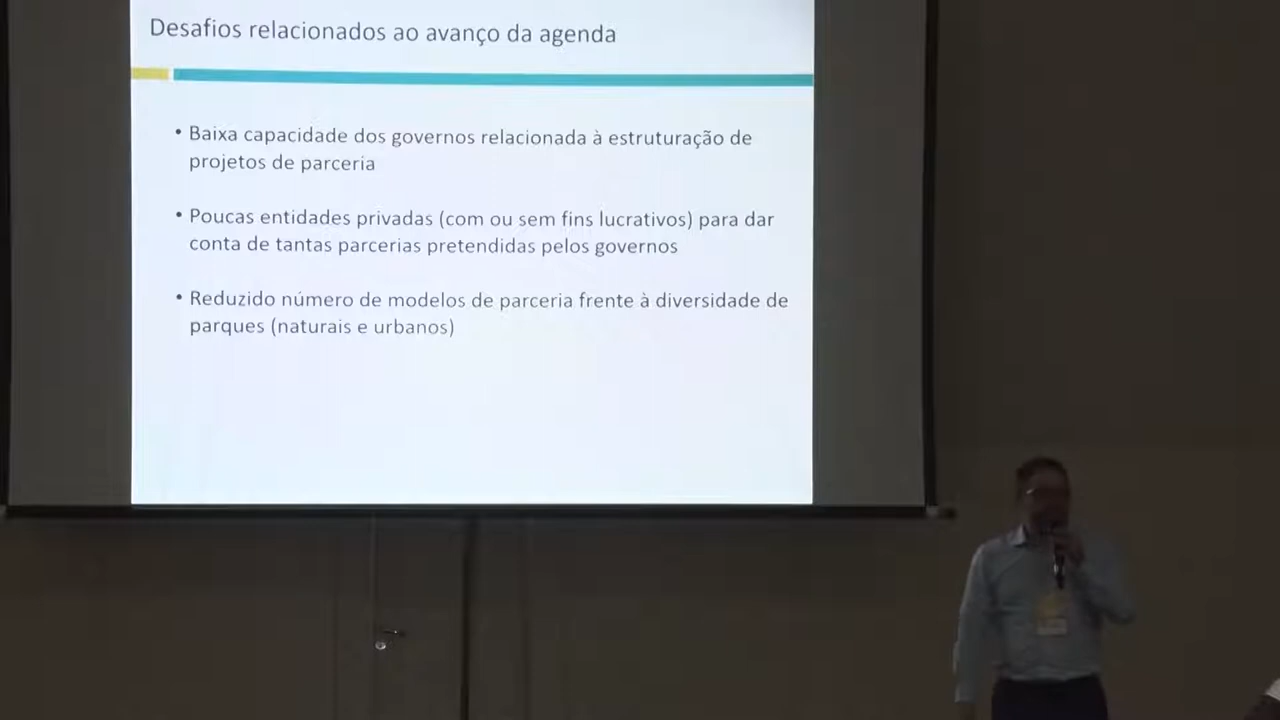 Desafios relacionados ao avanço da agenda
• Baixa capacidade dos governos relacionada à estruturação de
projetos de parceria
• Poucas entidades privadas (com ou sem fins lucrativos) para dar
conta de tantas parcerias pretendidas pelos governos
• Reduzido número de modelos de parceria frente à diversidade de
parques (naturais e urbanos)